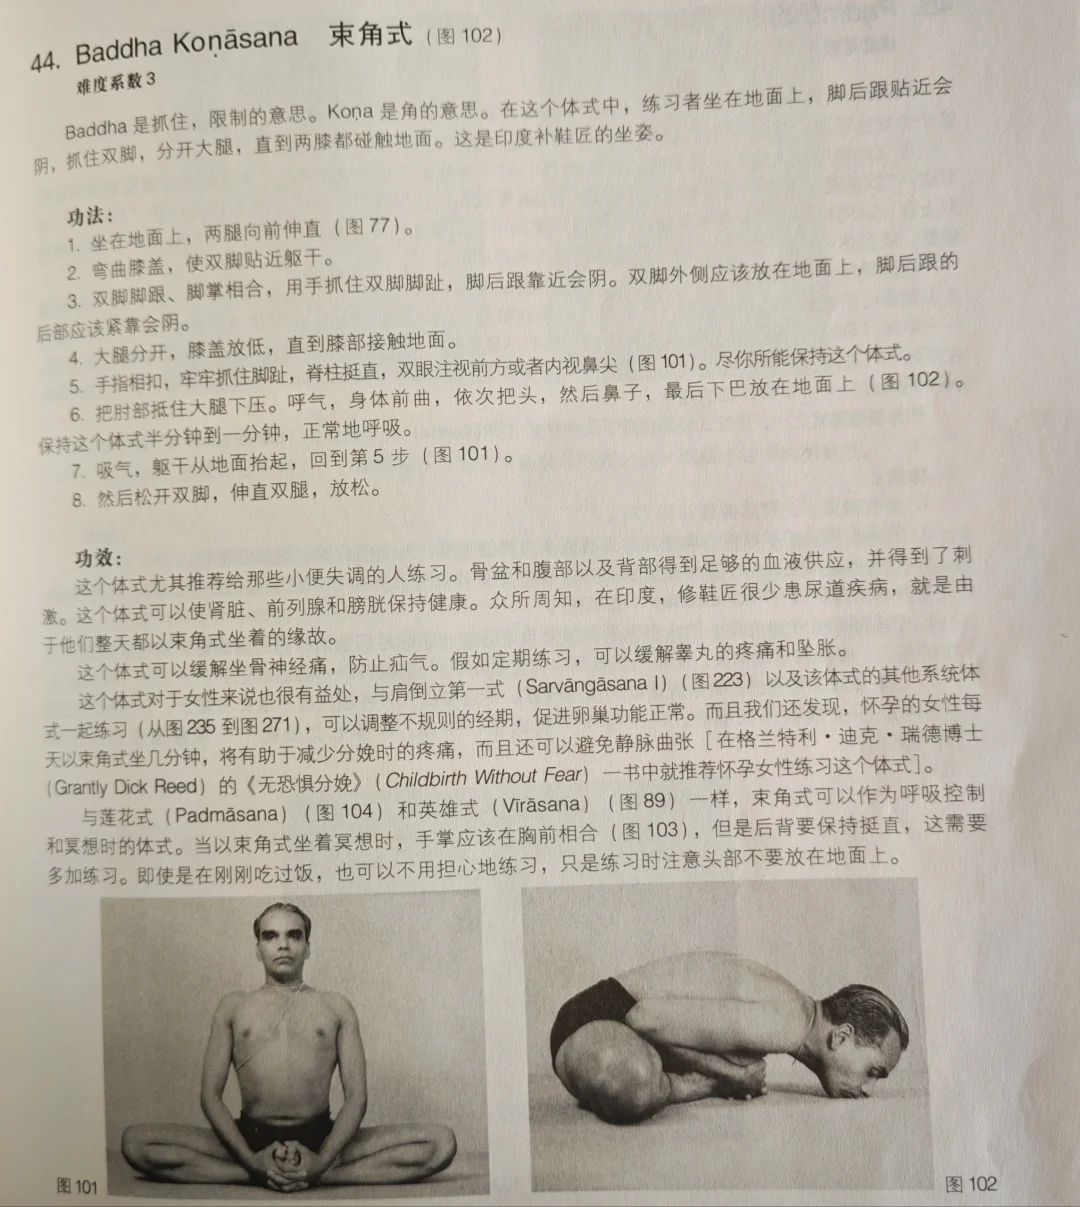 44. Baddha Koṇāsana 束角式（图 102）
难度系数 3
Baddha 是抓住，限制的意思。Koṇa 是角的意思。在这个体式中，练习者坐在地面上，脚后跟贴近会
阴，抓住双脚，分开大腿，直到两膝都碰触地面。这是印度补鞋匠的坐姿。
功法：
1. 坐在地面上，两腿向前伸直（图 77）。
2. 弯曲膝盖，使双脚贴近躯干。
3. 双脚脚跟、脚掌相合，用手抓住双脚脚趾，脚后跟靠近会阴。双脚外侧应该放在地面上，脚后跟的
后部应该紧靠会阴。
4. 大腿分开，膝盖放低，直到膝部接触地面。
5. 手指相扣，牢牢抓住脚趾，脊柱挺直，双眼注视前方或者内视鼻尖（图 101）。尽你所能保持这个体式。
6. 把肘部抵住大腿下压。呼气，身体前曲，依次把头，然后鼻子，最后下巴放在地面上（图 102）。
保持这个体式半分钟到一分钟，正常地呼吸。
7. 吸气，躯干从地面抬起，回到第 5 步（图 101）。
8. 然后松开双脚，伸直双腿，放松。
功效：
这个体式尤其推荐给那些小便失调的人练习。骨盆和腹部以及背部得到足够的血液供应，并得到了刺
激。这个体式可以使肾脏、前列腺和膀胱保持健康。众所周知，在印度，修鞋匠很少患尿道疾病，就是由
于他们整天都以束角式坐着的缘故。
这个体式可以缓解坐骨神经痛，防止疝气。假如定期练习，可以缓解睾丸的疼痛和坠胀。
这个体式对于女性来说也很有益处，与肩倒立第一式（Sarvāngāsana I）（图 223）以及该体式的其他系统体
式一起练习（从图 235 到图 271），可以调整不规则的经期，促进卵巢功能正常。而且我们还发现，怀孕的女性每
天以束角式坐几分钟，将有助于减少分娩时的疼痛，而且还可以避免静脉曲张［在格兰特利·迪克·瑞德博士
（Grantly Dick Reed）的《无恐惧分娩》（Childbirth Without Fear）一书中就推荐怀孕女性练习这个体式］。
与莲花式（Padmāsana）（图 104）和英雄式（Vīrāsana）（图 89）一样，束角式可以作为呼吸控制
和冥想时的体式。当以束角式坐着冥想时，手掌应该在胸前相合（图 103），但是后背要保持挺直，这需要
多加练习。即使是在刚刚吃过饭，也可以不用担心地练习，只是练习时注意头部不要放在地面上。
图 101
图 102